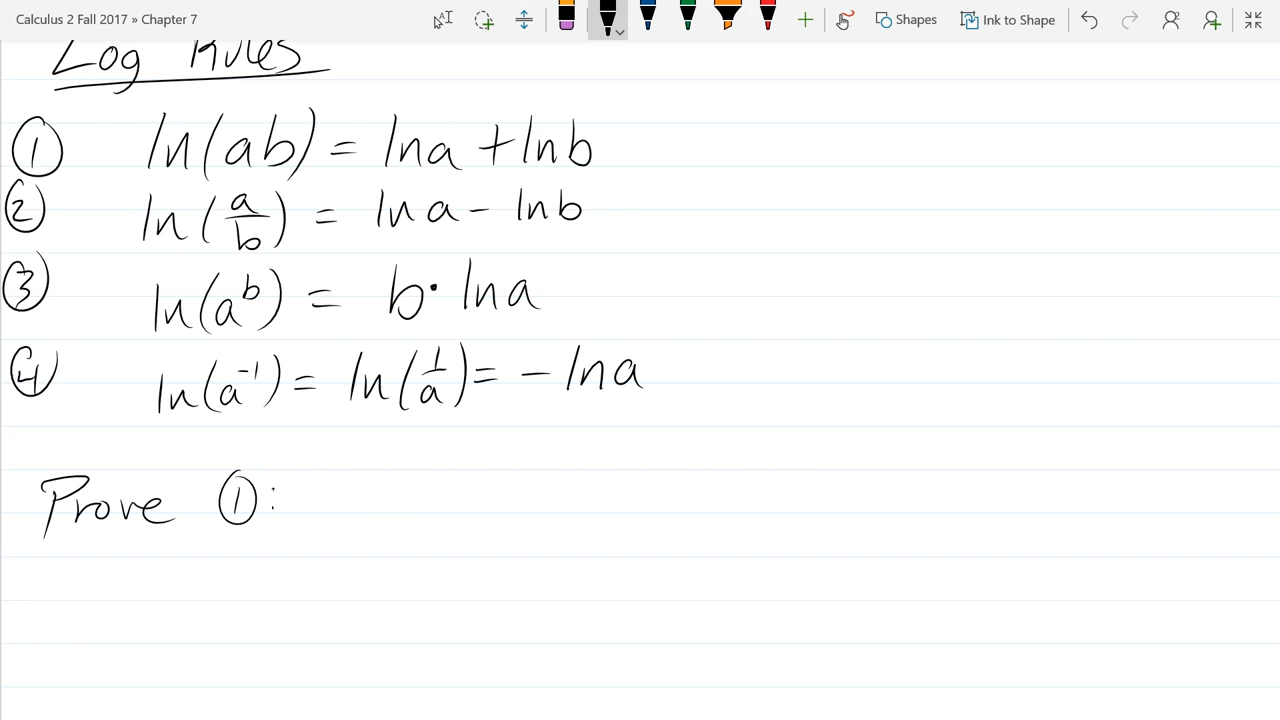 Calculus 2 Fall 2017 » Chapter 7
Shapes
Ink to Shape
Log Rules
① ln(ab) = lna + lnb
② ln(a/b) = lna - lnb
③ ln(a^b) = b · lna
④ ln(a^-1) = ln(1/a) = - lna
Prove ①: